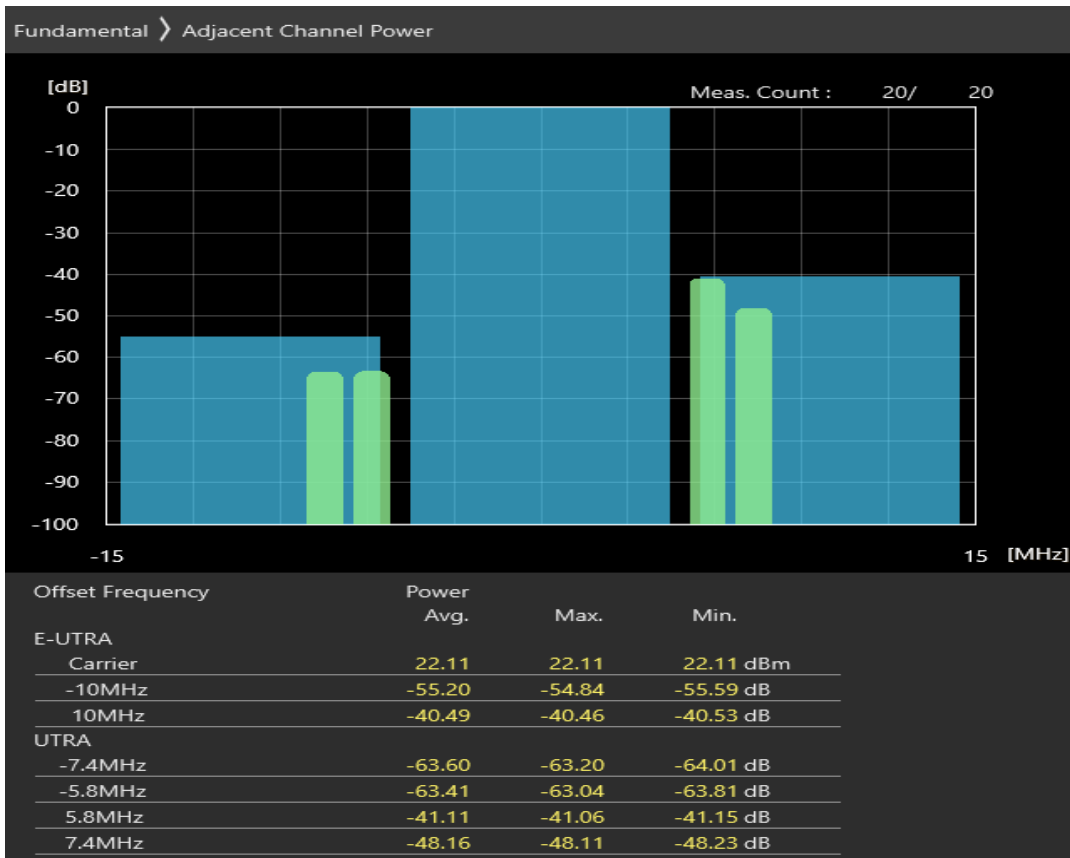 Fundamental 〉 Adjacent Channel Power
[dB]
Meas. Count : 20/ 20
0
-10
-20
-30
-40
-50
-60
-70
-80
-90
-100
-15 15 [MHz]
Offset Frequency Power
Avg. Max. Min.
E-UTRA
Carrier 22.11 22.11 22.11 dBm
-10MHz -55.20 -54.84 -55.59 dB
10MHz -40.49 -40.46 -40.53 dB
UTRA
-7.4MHz -63.60 -63.20 -64.01 dB
-5.8MHz -63.41 -63.04 -63.81 dB
5.8MHz -41.11 -41.06 -41.15 dB
7.4MHz -48.16 -48.11 -48.23 dB